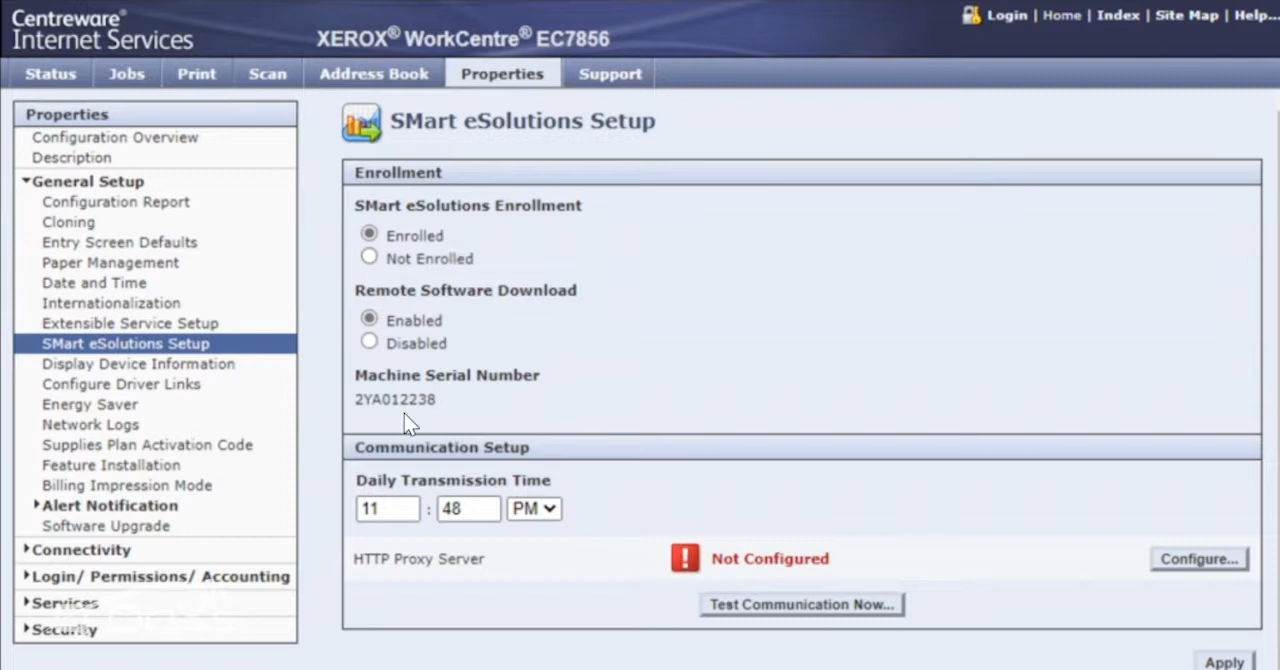 Centreware®
Internet Services
XEROX® WorkCentre® EC7856
Login | Home | Index | Site Map | Help...
Status Jobs Print Scan Address Book Properties Support
Properties
Configuration Overview
Description
General Setup
Configuration Report
Cloning
Entry Screen Defaults
Paper Management
Date and Time
Internationalization
Extensible Service Setup
SMart eSolutions Setup
Display Device Information
Configure Driver Links
Energy Saver
Network Logs
Supplies Plan Activation Code
Feature Installation
Billing Impression Mode
Alert Notification
Software Upgrade
Connectivity
Login/ Permissions/ Accounting
Services
Security
SMart eSolutions Setup
Enrollment
SMart eSolutions Enrollment
Enrolled
Not Enrolled
Remote Software Download
Enabled
Disabled
Machine Serial Number
2YA012238
Communication Setup
Daily Transmission Time
11 : 48 PM
HTTP Proxy Server ! Not Configured Configure...
Test Communication Now...
Apply